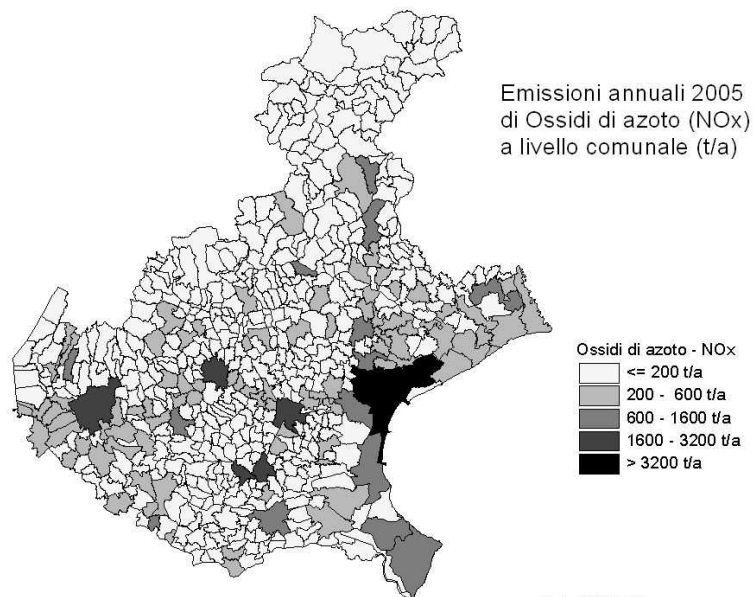 Emissioni annuali 2005
di Ossidi di azoto (NOx)
a livello comunale (t/a)
Ossidi di azoto - NOx
<= 200 t/a
200 - 600 t/a
600 - 1600 t/a
1600 - 3200 t/a
> 3200 t/a